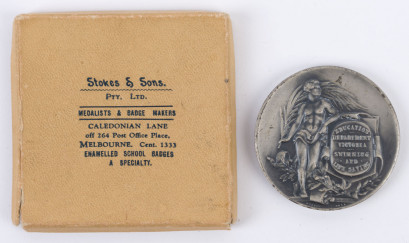 Stokes & Sons.
PTY. LTD.
MEDALISTS & BADGE MAKERS
CALEDONIAN LANE
off 264 Post Office Place,
MELBOURNE. Cent. 1333
ENAMELLED SCHOOL BADGES
A SPECIALTY.
EDUCATION
DEPARTMENT
VICTORIA
SWIMMING
AND
LIFE SAVING